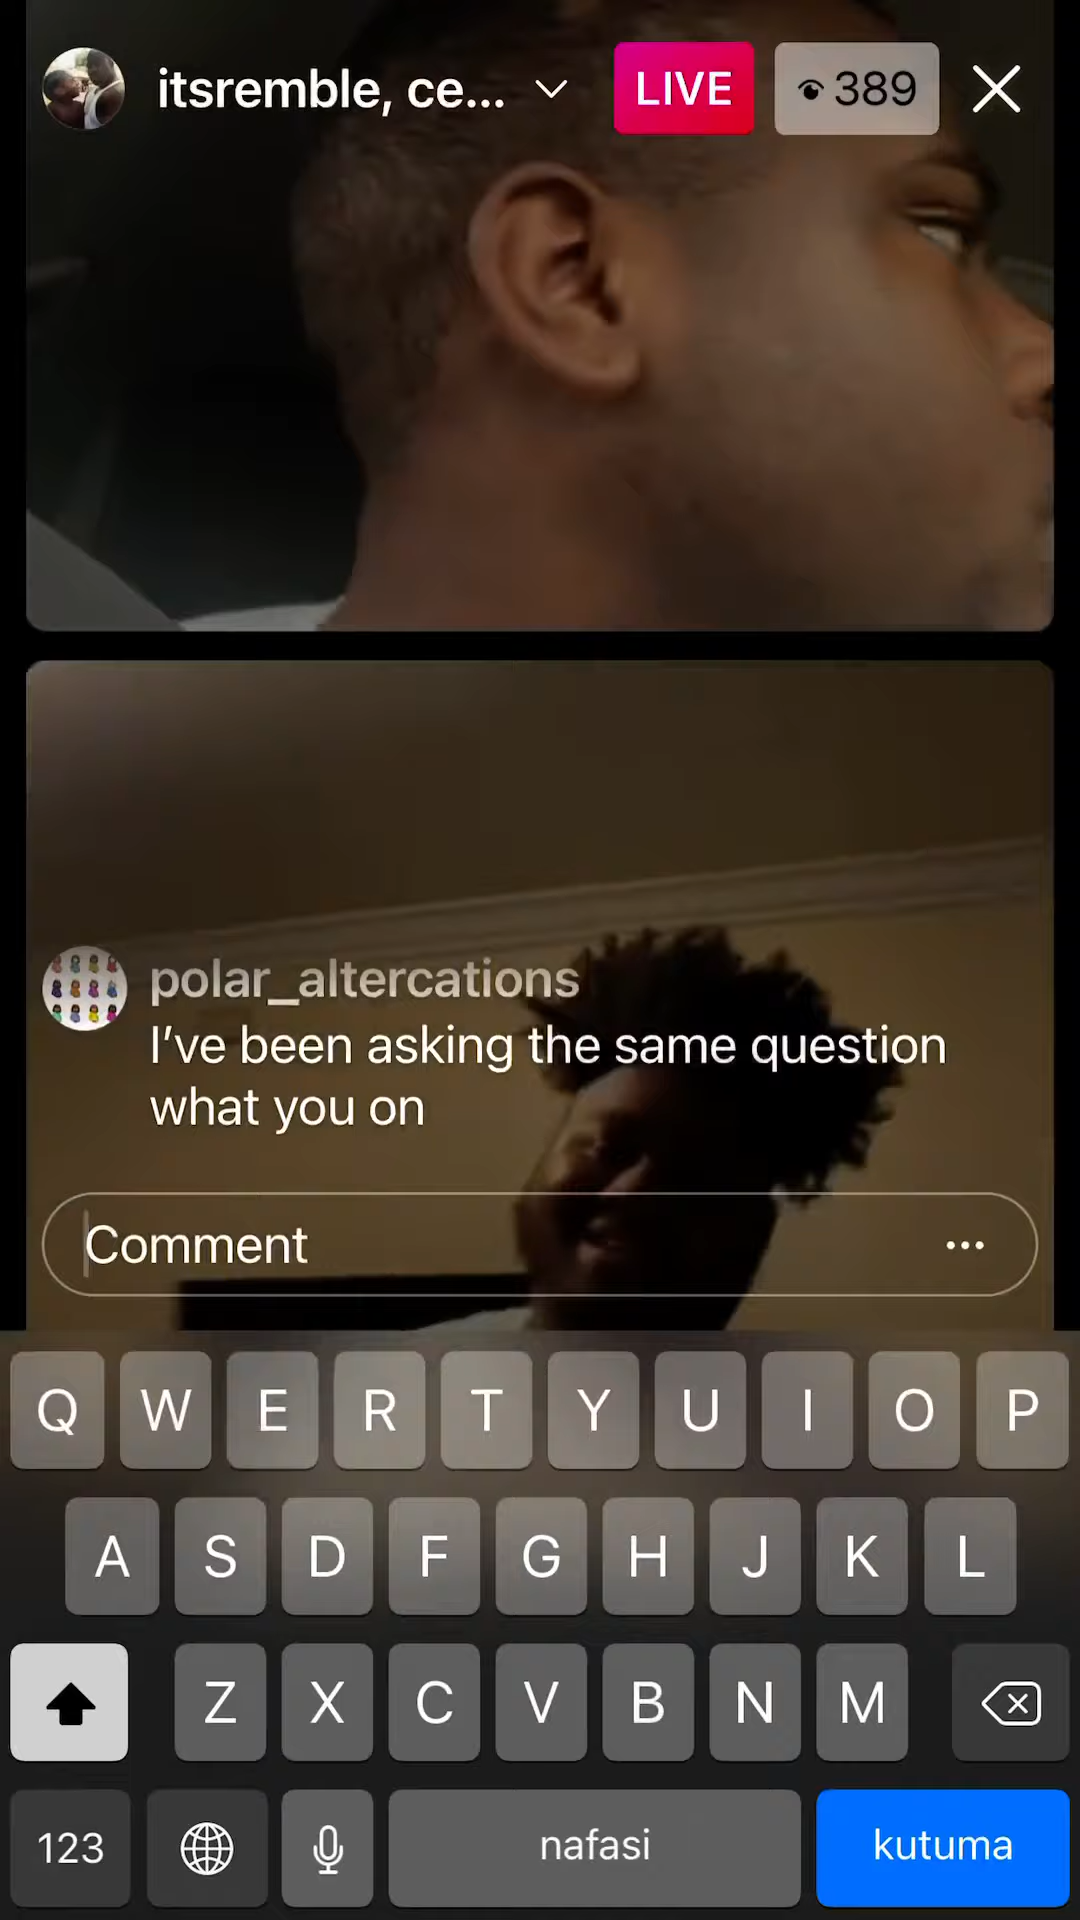 itsremble, ce...
LIVE
389
polar_altercations
I’ve been asking the same question
what you on
Comment
Q W E R T Y U I O P
A S D F G H J K L
Z X C V B N M
123 nafasi kutuma